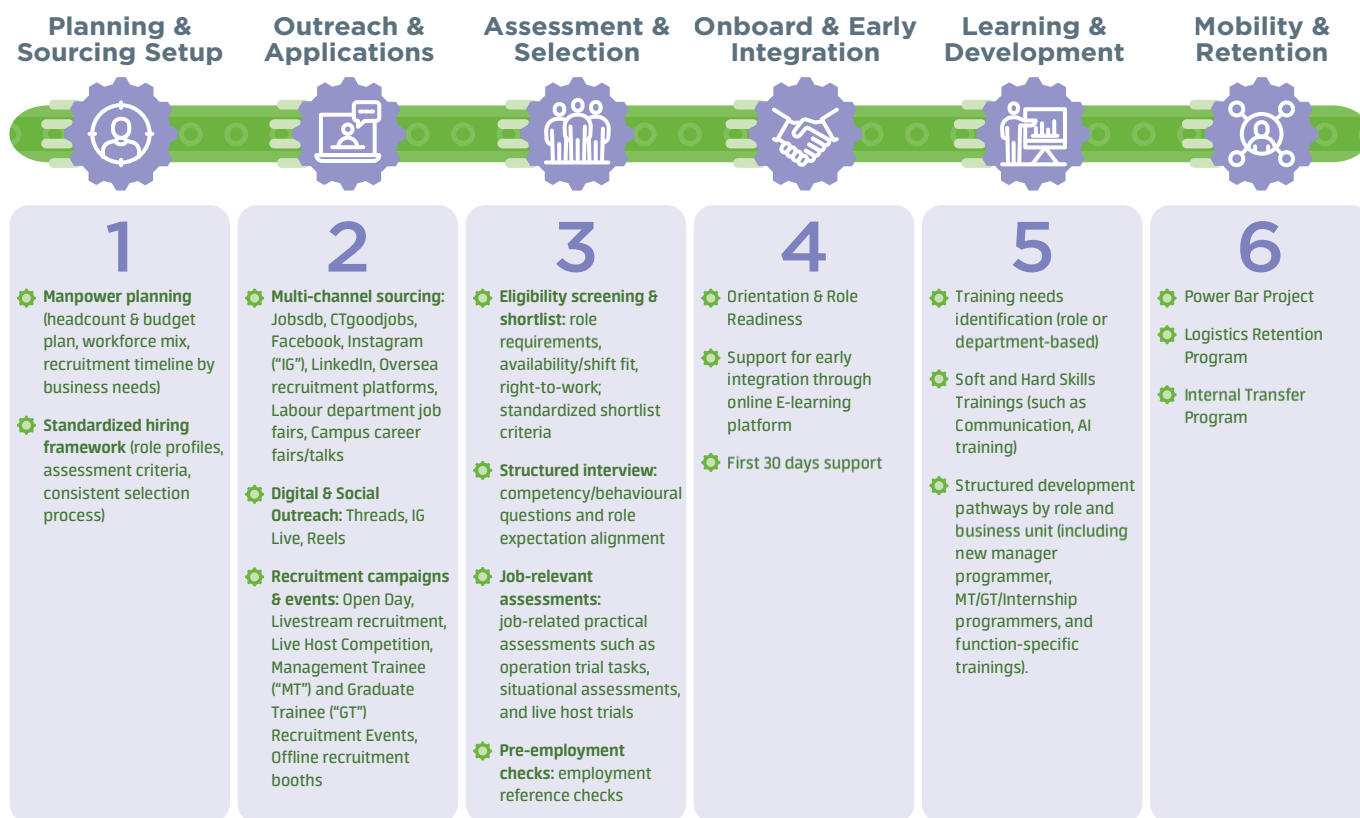 Planning &
Sourcing Setup
Outreach &
Applications
Assessment &
Selection
Onboard & Early
Integration
Learning &
Development
Mobility &
Retention
1
Manpower planning
(headcount & budget
plan, workforce mix,
recruitment timeline by
business needs)
Standardized hiring
framework (role profiles,
assessment criteria,
consistent selection
process)
2
Multi-channel sourcing:
Jobsdb, CTgoodjobs,
Facebook, Instagram
("IG"), LinkedIn, Oversea
recruitment platforms,
Labour department job
fairs, Campus career
fairs/talks
Digital & Social
Outreach: Threads, IG
Live, Reels
Recruitment campaigns
& events: Open Day,
Livestream recruitment,
Live Host Competition,
Management Trainee
("MT") and Graduate
Trainee ("GT")
Recruitment Events,
Offline recruitment
booths
3
Eligibility screening &
shortlist: role
requirements,
availability/shift fit,
right-to-work;
standardized shortlist
criteria
Structured interview:
competency/behavioural
questions and role
expectation alignment
Job-relevant
assessments:
job-related practical
assessments such as
operation trial tasks,
situational assessments,
and live host trials
Pre-employment
checks: employment
reference checks
4
Orientation & Role
Readiness
Support for early
integration through
online E-learning
platform
First 30 days support
5
Training needs
identification (role or
department-based)
Soft and Hard Skills
Trainings (such as
Communication, AI
training)
Structured development
pathways by role and
business unit (including
new manager
programmer,
MT/GT/Internship
programmers, and
function-specific
trainings).
6
Power Bar Project
Logistics Retention
Program
Internal Transfer
Program